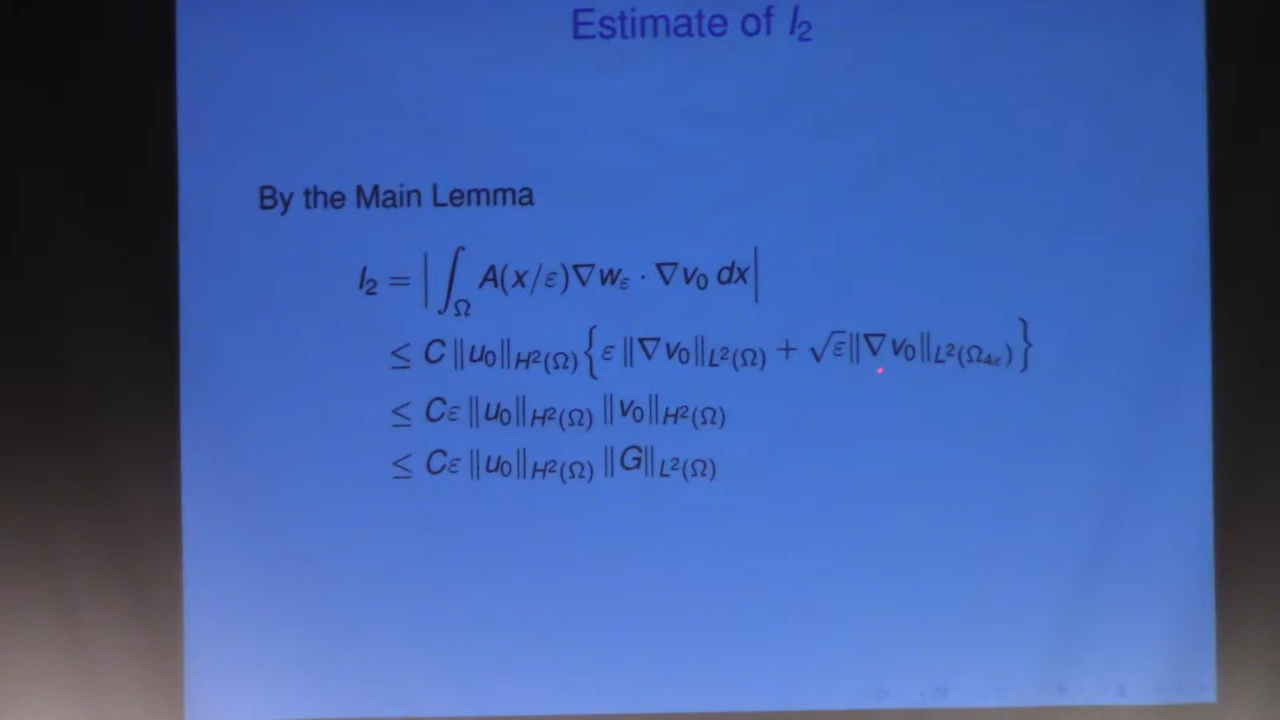 Estimate of I₂
By the Main Lemma
I₂ = | ∫_Ω A(x/ε)∇w_ε · ∇v₀ dx |
≤ C ‖u₀‖_{H²(Ω)} { ε ‖∇v₀‖_{L²(Ω)} + √ε‖∇v₀‖_{L²(Ω_{4ε})} }
≤ Cε ‖u₀‖_{H²(Ω)} ‖v₀‖_{H²(Ω)}
≤ Cε ‖u₀‖_{H²(Ω)} ‖G‖_{L²(Ω)}